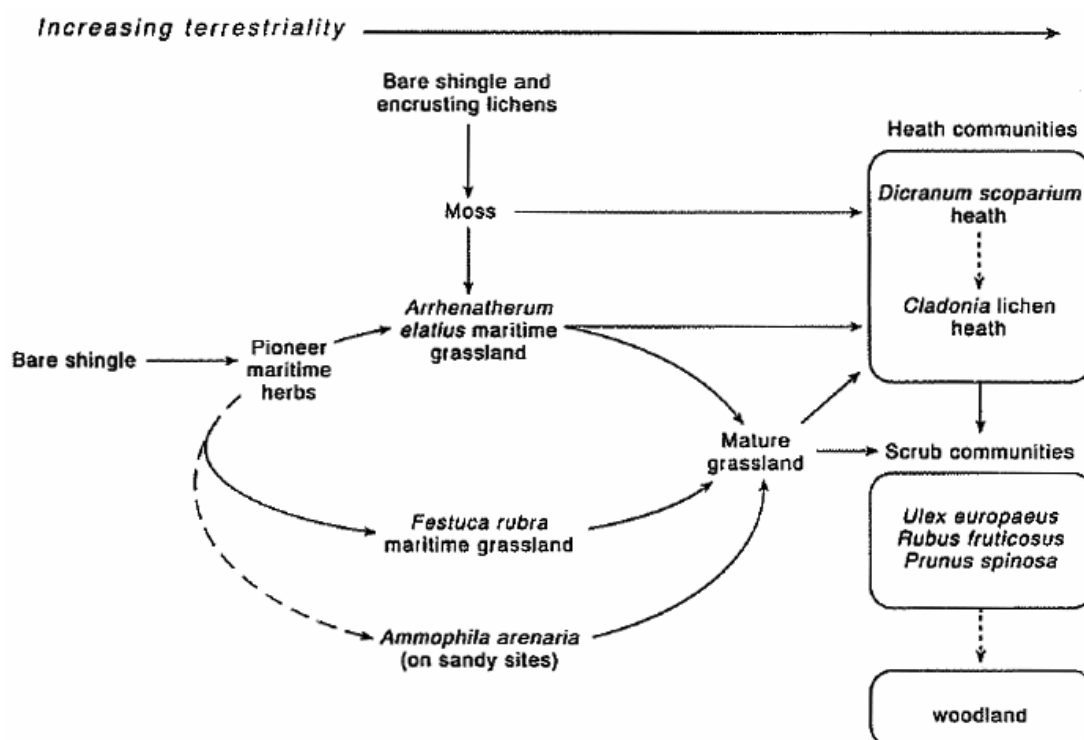 Increasing terrestriality
Bare shingle and
encrusting lichens
Heath communities
Dicranum scoparium
heath
Moss
Cladonia lichen
heath
Arrhenatherum
elatius maritime
grassland
Bare shingle
Pioneer
maritime
herbs
Mature
grassland
Scrub communities
Festuca rubra
maritime grassland
Ulex europaeus
Rubus fruticosus
Prunus spinosa
Ammophila arenaria
(on sandy sites)
woodland